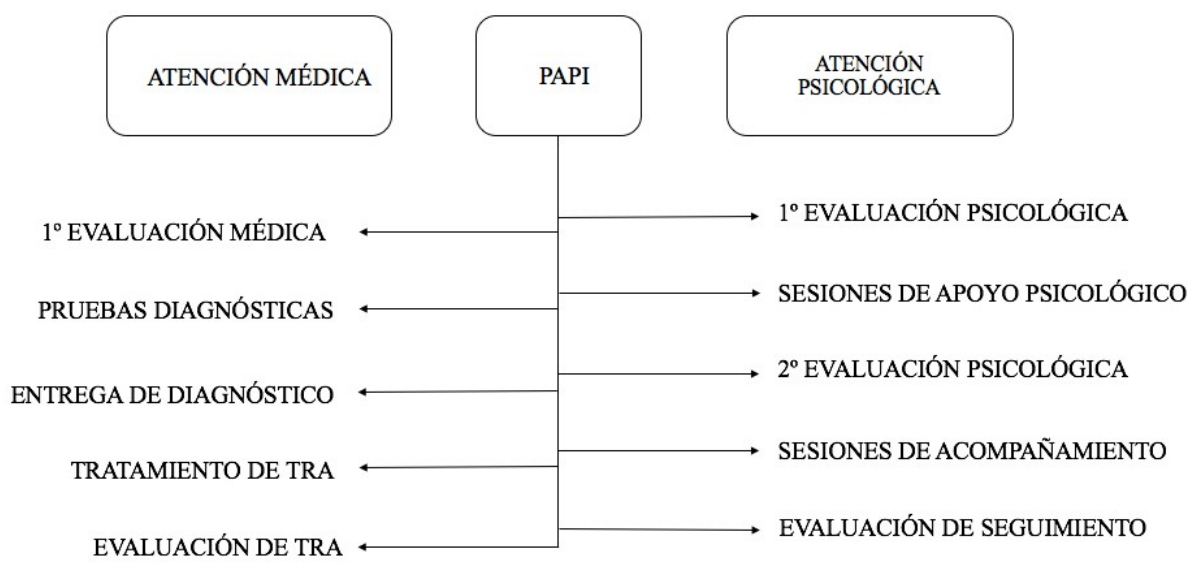 ATENCIÓN MÉDICA
PAPI
ATENCIÓN
PSICOLÓGICA
1º EVALUACIÓN MÉDICA
1º EVALUACIÓN PSICOLÓGICA
PRUEBAS DIAGNÓSTICAS
SESIONES DE APOYO PSICOLÓGICO
ENTREGA DE DIAGNÓSTICO
2º EVALUACIÓN PSICOLÓGICA
TRATAMIENTO DE TRA
SESIONES DE ACOMPAÑAMIENTO
EVALUACIÓN DE TRA
EVALUACIÓN DE SEGUIMIENTO